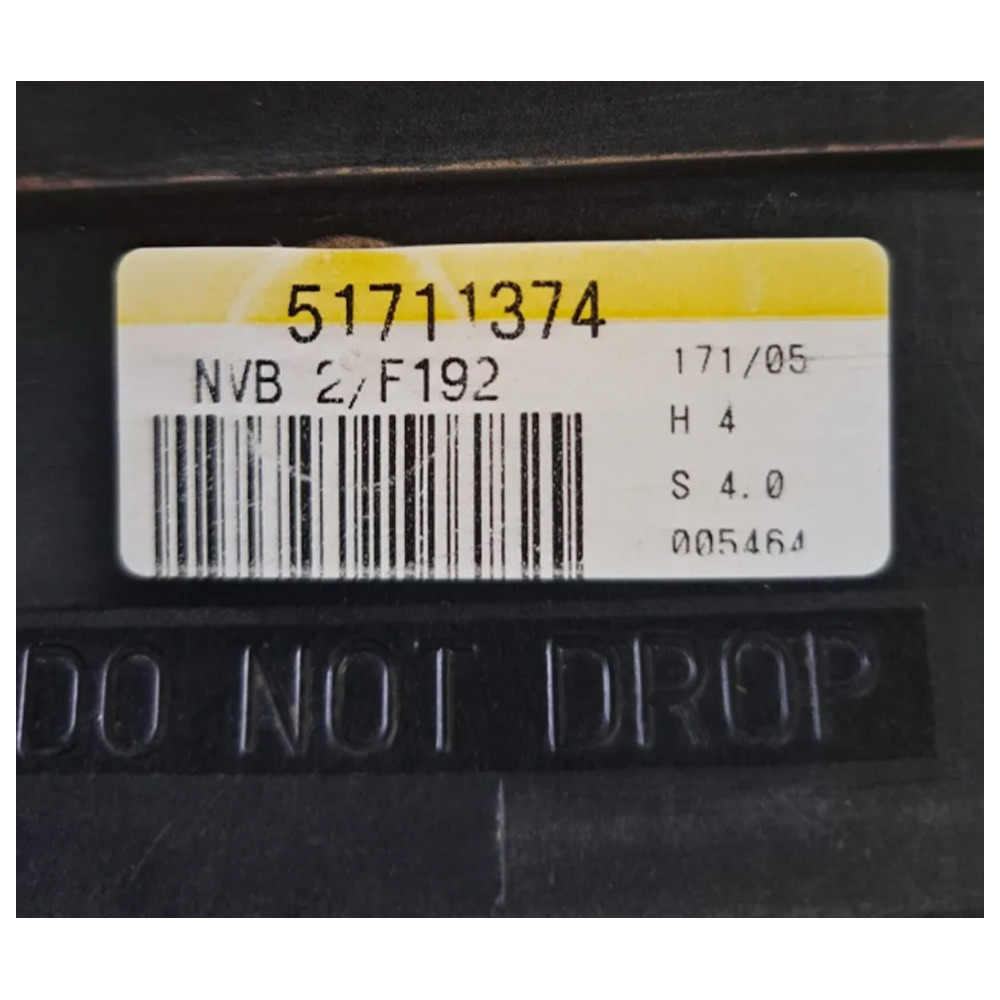 51711374
NVB 2/F192
171/05
H 4
S 4.0
005464
DO NOT DROP